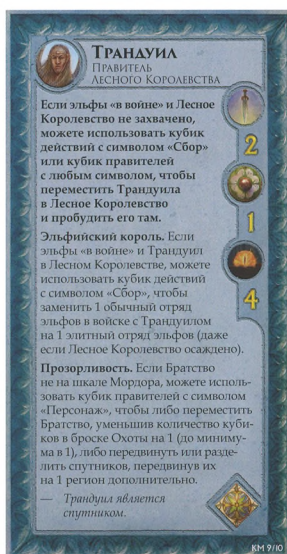 Трандуил
Правитель
Лесного Королевства
Если эльфы «в войне» и Лесное
Королевство не захвачено,
можете использовать кубик
действий с символом «Сбор»
или кубик правителей
с любым символом, чтобы
переместить Трандуила
в Лесное Королевство
и пробудить его там.
2
1
4
Эльфийский король. Если
эльфы «в войне» и Трандуил
в Лесном Королевстве, можете
использовать кубик действий
с символом «Сбор», чтобы
заменить 1 обычный отряд
эльфов в войске с Трандуилом
на 1 элитный отряд эльфов (даже
если Лесное Королевство осаждено).
Прозорливость. Если Братство
не на шкале Мордора, можете исполь-
зовать кубик правителей с символом
«Персонаж», чтобы либо переместить
Братство, уменьшив количество куби-
ков в броске Охоты на 1 (до миниму-
ма в 1), либо передвинуть или разде-
лить спутников, передвинув их
на 1 регион дополнительно.
— Трандуил является
спутником.
КМ 9/10